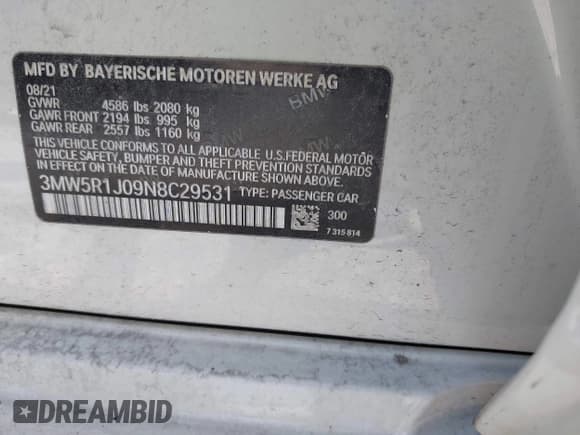 MFD BY BAYERISCHE MOTOREN WERKE AG
08/21
GVWR 4586 lbs 2080 kg
GAWR FRONT 2194 lbs 995 kg
GAWR REAR 2557 lbs 1160 kg
THIS VEHICLE CONFORMS TO ALL APPLICABLE U.S. FEDERAL MOTOR
VEHICLE SAFETY, BUMPER AND THEFT PREVENTION STANDARDS
IN EFFECT ON THE DATE OF MANUFACTURE SHOWN ABOVE.
3MW5R1J09N8C29531 TYPE: PASSENGER CAR
300
7 315 814
BMW
DREAMBID